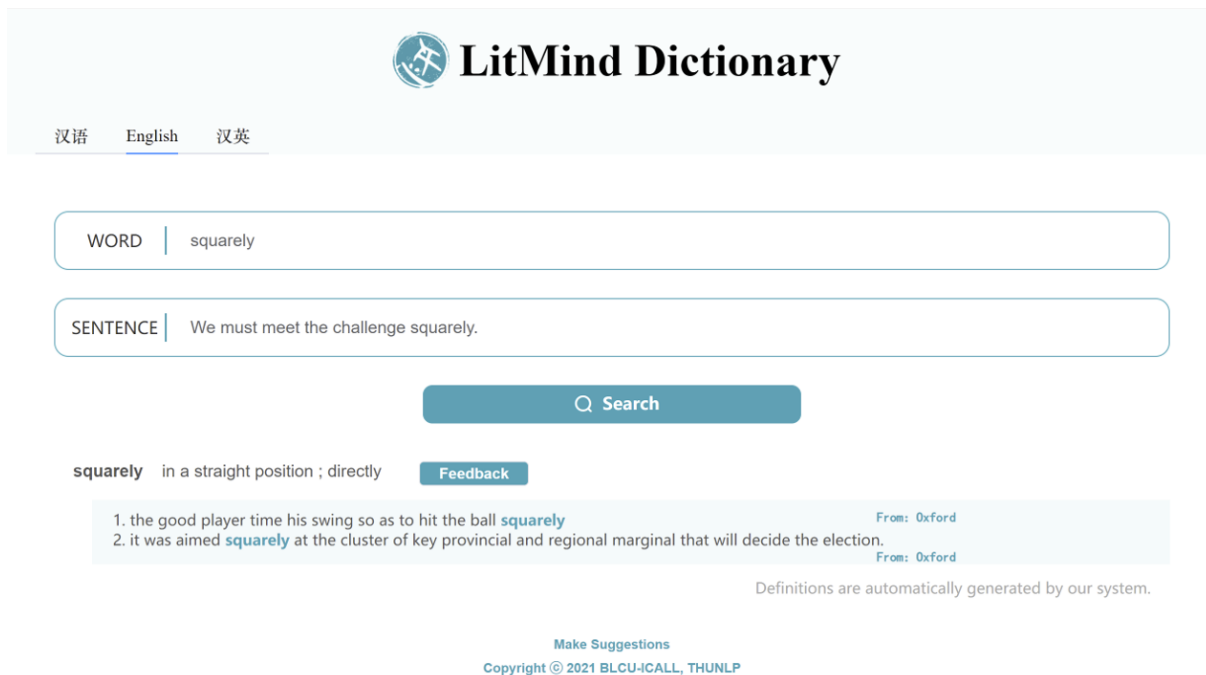 LitMind Dictionary
汉语 English 汉英
WORD squarely
SENTENCE We must meet the challenge squarely.
Search
squarely in a straight position ; directly Feedback
1. the good player time his swing so as to hit the ball squarely From: Oxford
2. it was aimed squarely at the cluster of key provincial and regional marginal that will decide the election.
From: Oxford
Definitions are automatically generated by our system.
Make Suggestions
Copyright ⓒ 2021 BLCU-ICALL, THUNLP